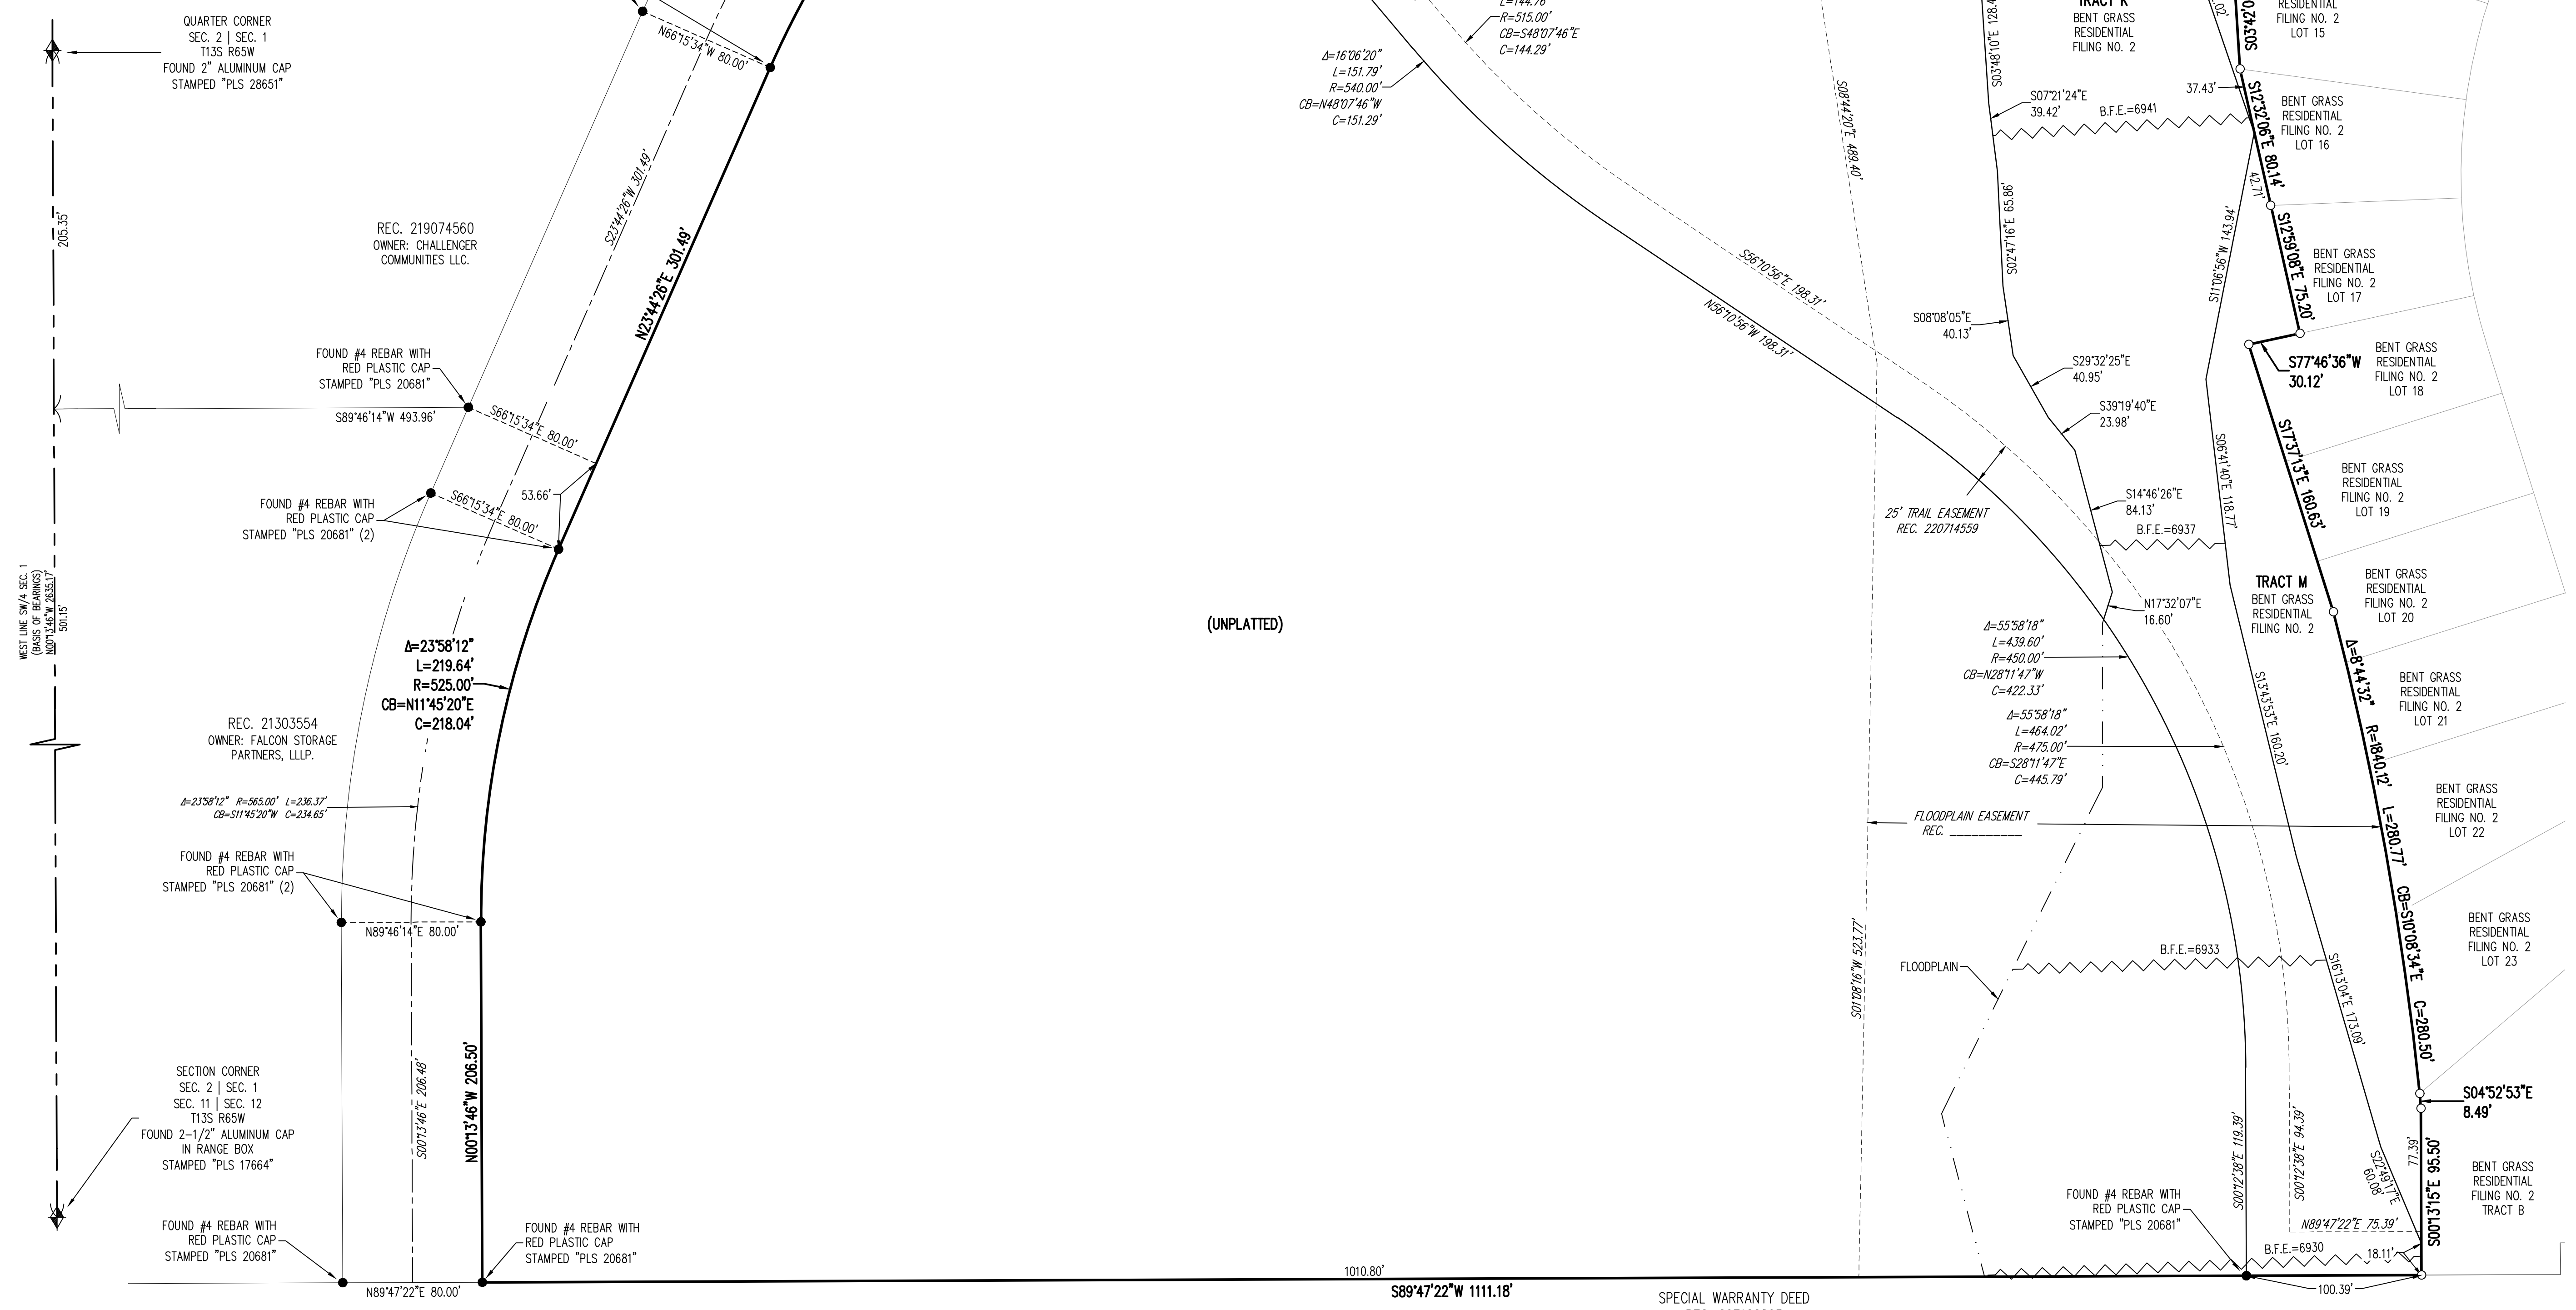 QUARTER CORNER
SEC. 2 | SEC. 1
T13S R65W
FOUND 2" ALUMINUM CAP
STAMPED "PLS 28651"
205.35'
WEST LINE SW/4 SEC. 1
(BASIS OF BEARINGS)
N00°13'46"W 2635.17'
501.15'
REC. 219074560
OWNER: CHALLENGER
COMMUNITIES LLC.
FOUND #4 REBAR WITH
RED PLASTIC CAP
STAMPED "PLS 20681"
S89°46'14"W 493.96'
FOUND #4 REBAR WITH
RED PLASTIC CAP
STAMPED "PLS 20681" (2)
REC. 21303554
OWNER: FALCON STORAGE
PARTNERS, LLLP.
Δ=23°58'12" R=565.00' L=236.37'
CB=S11°45'20"W C=234.65'
FOUND #4 REBAR WITH
RED PLASTIC CAP
STAMPED "PLS 20681" (2)
N89°46'14"E 80.00'
SECTION CORNER
SEC. 2 | SEC. 1
SEC. 11 | SEC. 12
T13S R65W
FOUND 2-1/2" ALUMINUM CAP
IN RANGE BOX
STAMPED "PLS 17664"
FOUND #4 REBAR WITH
RED PLASTIC CAP
STAMPED "PLS 20681"
N89°47'22"E 80.00'
FOUND #4 REBAR WITH
RED PLASTIC CAP
STAMPED "PLS 20681"
N66°15'34"W 80.00'
S23°44'26"W 301.49'
N23°44'26"E 301.49'
S66°15'34"E 80.00'
53.66'
S66°15'34"E 80.00'
Δ=23°58'12"
L=219.64'
R=525.00'
CB=N11°45'20"E
C=218.04'
S00°13'46"E 206.48'
N00°13'46"W 206.50'
(UNPLATTED)
1010.80'
S89°47'22"W 1111.18'
SPECIAL WARRANTY DEED
Δ=16°06'20"
L=151.79'
R=540.00'
CB=N48°07'46"W
C=151.29'
L=144.76'
R=515.00'
CB=S48°07'46"E
C=144.29'
S56°10'56"E 198.31'
N56°10'56"W 198.31'
S08°44'20"E 489.40'
S01°08'16"W 523.77'
25' TRAIL EASEMENT
REC. 220714559
Δ=55°58'18"
L=439.60'
R=450.00'
CB=N28°11'47"W
C=422.33'
Δ=55°58'18"
L=464.02'
R=475.00'
CB=S28°11'47"E
C=445.79'
FLOODPLAIN EASEMENT
REC. __________
FLOODPLAIN
FOUND #4 REBAR WITH
RED PLASTIC CAP
STAMPED "PLS 20681"
S03°48'10"E 128.4
S07°21'24"E
39.42'
B.F.E.=6941
S02°47'16"E 65.86'
S08°08'05"E
40.13'
S29°32'25"E
40.95'
S39°19'40"E
23.98'
S14°46'26"E
84.13'
B.F.E.=6937
N17°32'07"E
16.60'
TRACT K
BENT GRASS
RESIDENTIAL
FILING NO. 2
S03°42'0
37.43'
S12°32'06"E 80.14'
42.71'
S11°06'56"W 143.94'
S12°59'08"E 75.20'
S77°46'36"W
30.12'
S06°41'40"E 118.77'
S17°37'13"E 160.63'
TRACT M
BENT GRASS
RESIDENTIAL
FILING NO. 2
S13°43'53"E 160.20'
Δ=8°44'32" R=1840.12' L=280.77' CB=S10°08'34"E C=280.50'
B.F.E.=6933
S16°13'04"E 173.09'
S04°52'53"E
8.49'
S22°49'17"E
60.08'
77.39'
S00°13'15"E 95.50'
S00°12'38"E 119.39'
S00°12'38"E 94.39'
N89°47'22"E 75.39'
B.F.E.=6930
18.11'
100.39'
RESIDENTIAL
FILING NO. 2
LOT 15
BENT GRASS
RESIDENTIAL
FILING NO. 2
LOT 16
BENT GRASS
RESIDENTIAL
FILING NO. 2
LOT 17
BENT GRASS
RESIDENTIAL
FILING NO. 2
LOT 18
BENT GRASS
RESIDENTIAL
FILING NO. 2
LOT 19
BENT GRASS
RESIDENTIAL
FILING NO. 2
LOT 20
BENT GRASS
RESIDENTIAL
FILING NO. 2
LOT 21
BENT GRASS
RESIDENTIAL
FILING NO. 2
LOT 22
BENT GRASS
RESIDENTIAL
FILING NO. 2
LOT 23
BENT GRASS
RESIDENTIAL
FILING NO. 2
TRACT B